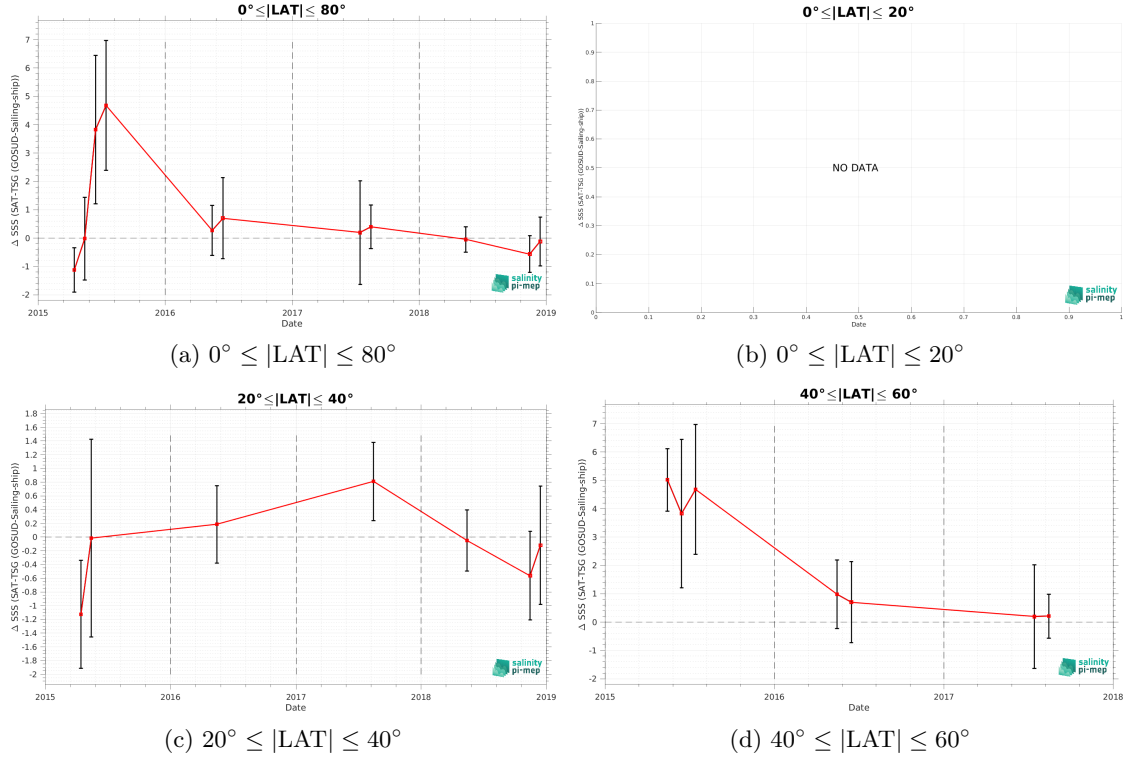 0°≤|LAT|≤ 80°
Δ SSS (SAT-TSG (GOSUD-Sailing-ship))
7
6
5
4
3
2
1
0
-1
-2
2015 2016 2017 2018 2019
Date
salinity
pi-mep
(a) 0° ≤ |LAT| ≤ 80°
0°≤|LAT|≤ 20°
Δ SSS (SAT-TSG (GOSUD-Sailing-ship))
1
0.9
0.8
0.7
0.6
0.5
0.4
0.3
0.2
0.1
0
NO DATA
0 0.1 0.2 0.3 0.4 0.5 0.6 0.7 0.8 0.9 1
Date
salinity
pi-mep
(b) 0° ≤ |LAT| ≤ 20°
20°≤|LAT|≤ 40°
Δ SSS (SAT-TSG (GOSUD-Sailing-ship))
1.8
1.6
1.4
1.2
1
0.8
0.6
0.4
0.2
0
-0.2
-0.4
-0.6
-0.8
-1
-1.2
-1.4
-1.6
-1.8
-2
2015 2016 2017 2018 2019
Date
salinity
pi-mep
(c) 20° ≤ |LAT| ≤ 40°
40°≤|LAT|≤ 60°
Δ SSS (SAT-TSG (GOSUD-Sailing-ship))
7
6
5
4
3
2
1
0
-1
-2
2015 2016 2017 2018
Date
salinity
pi-mep
(d) 40° ≤ |LAT| ≤ 60°